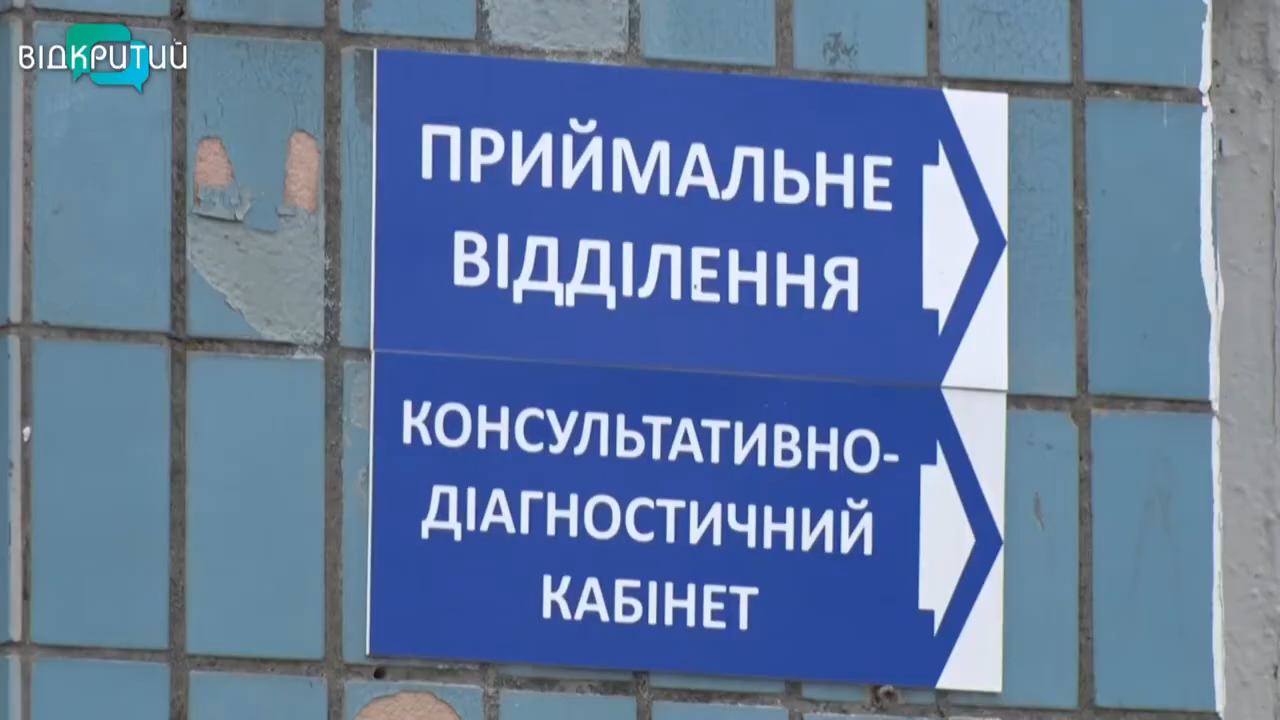 ВІДКРИТИЙ
ПРИЙМАЛЬНЕ
ВІДДІЛЕННЯ
КОНСУЛЬТАТИВНО-
ДІАГНОСТИЧНИЙ
КАБІНЕТ